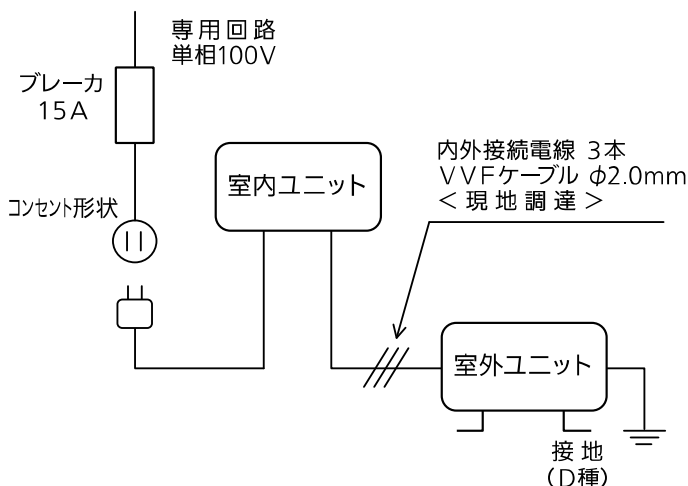 専用回路
単相100V
ブレーカ
15A
コンセント形状
室内ユニット
内外接続電線 3本
VVFケーブル φ2.0mm
<現地調達>
室外ユニット
接地
(D種)